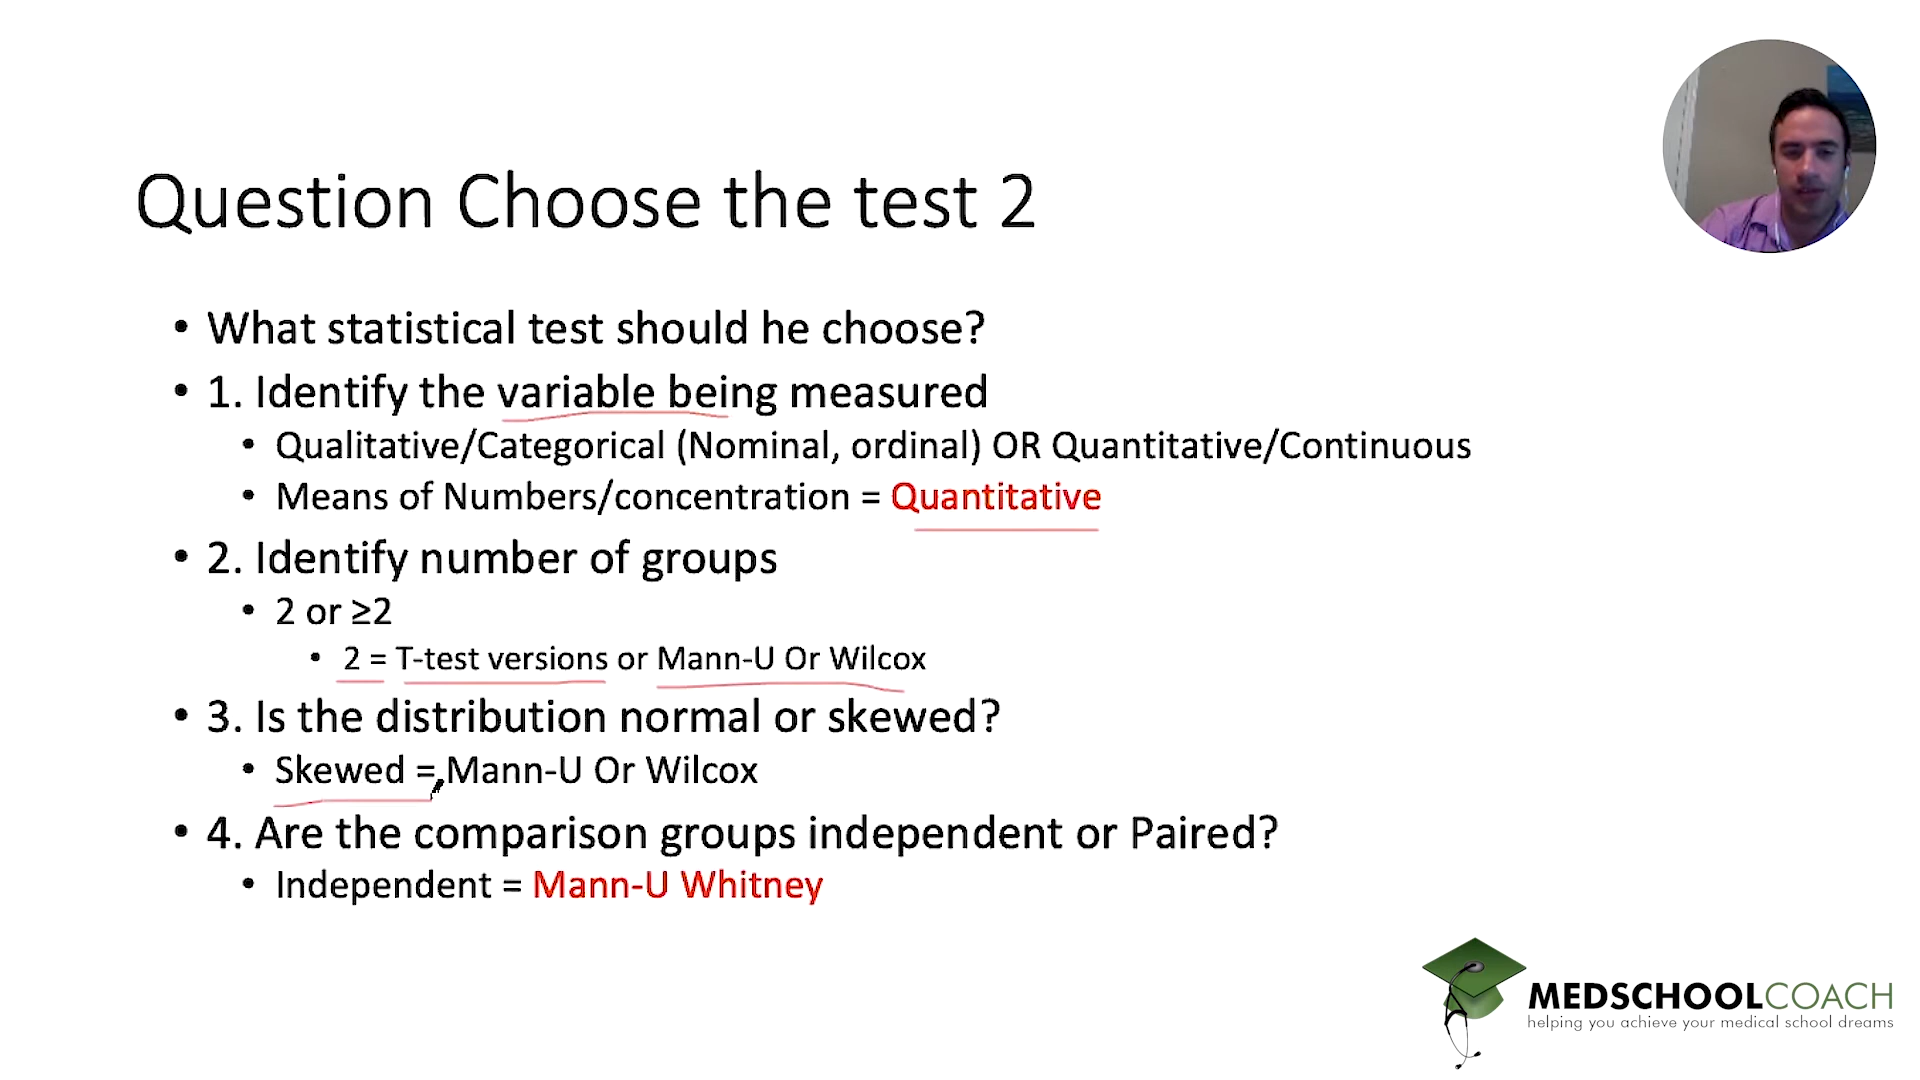 Question Choose the test 2
• What statistical test should he choose?
• 1. Identify the variable being measured
• Qualitative/Categorical (Nominal, ordinal) OR Quantitative/Continuous
• Means of Numbers/concentration = Quantitative
• 2. Identify number of groups
• 2 or ≥2
• 2 = T-test versions or Mann-U Or Wilcox
• 3. Is the distribution normal or skewed?
• Skewed = Mann-U Or Wilcox
• 4. Are the comparison groups independent or Paired?
• Independent = Mann-U Whitney
MEDSCHOOLCOACH
helping you achieve your medical school dreams